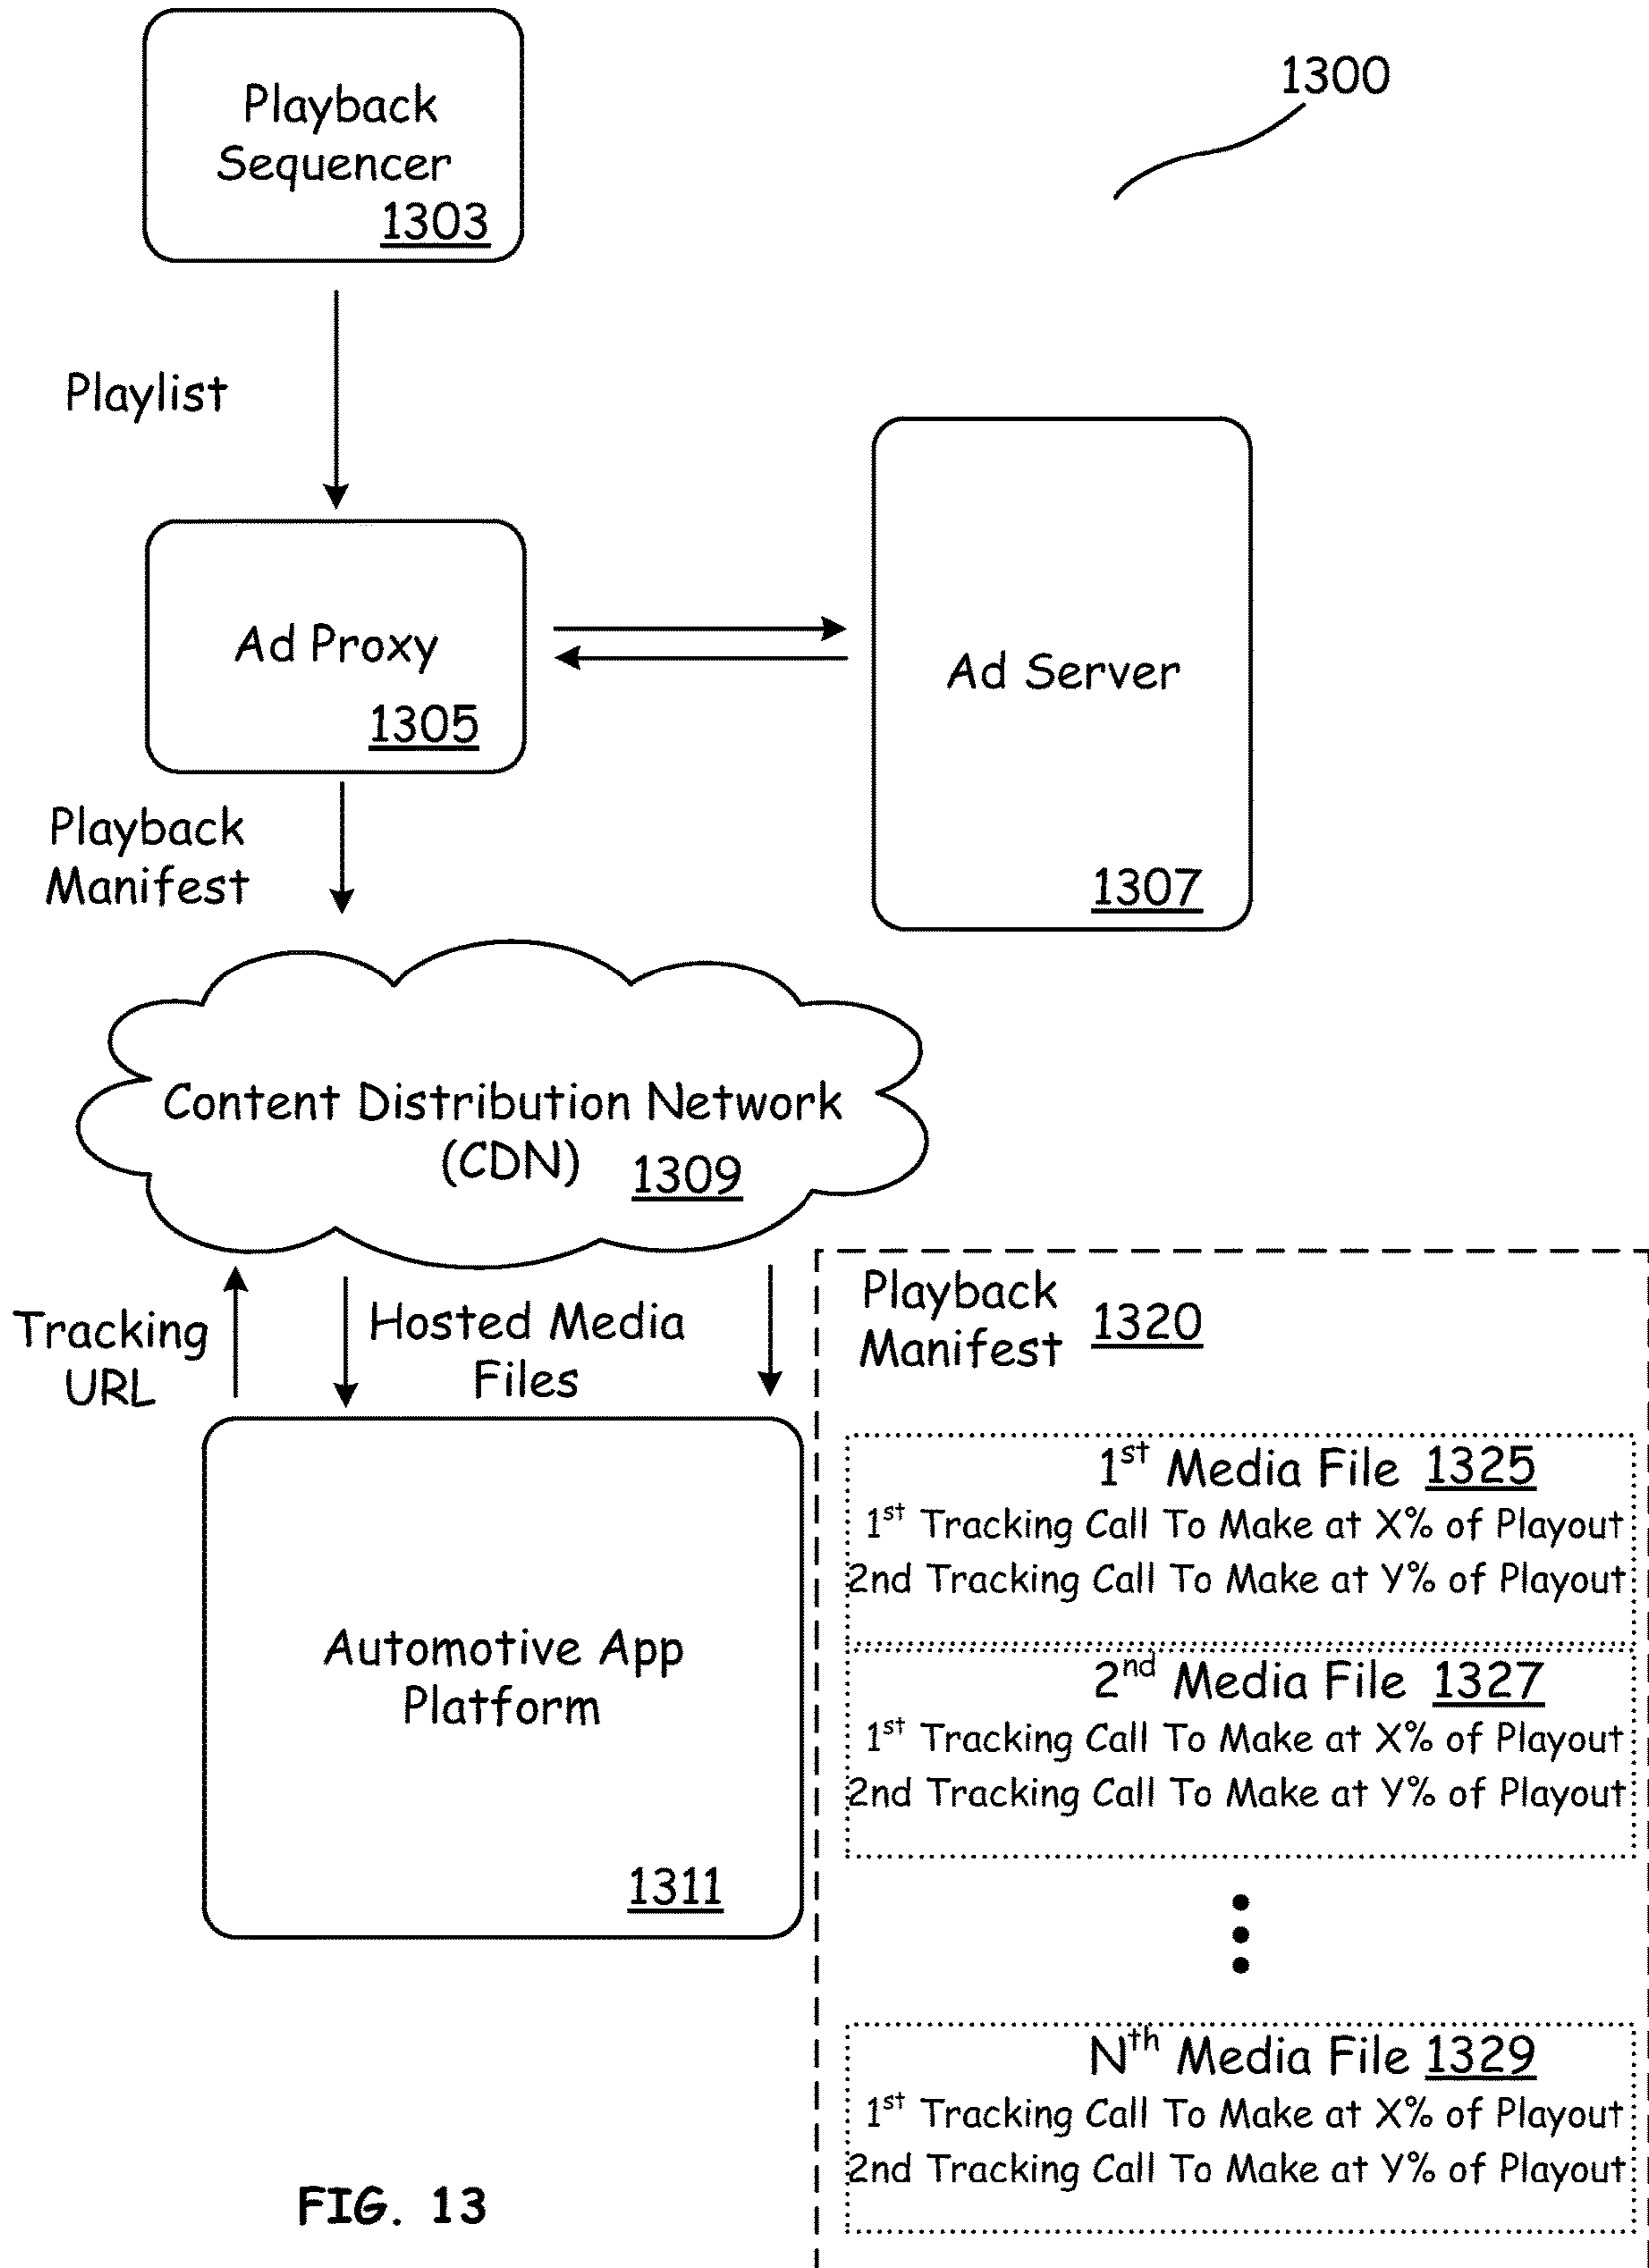 1300
Playback
Sequencer
1303
Playlist
Ad Proxy
1305
Ad Server
1307
Playback
Manifest
Content Distribution Network
(CDN) 1309
Tracking
URL
Hosted Media
Files
Automotive App
Platform
1311
Playback
Manifest 1320
1st Media File 1325
1st Tracking Call To Make at X% of Playout
2nd Tracking Call To Make at Y% of Playout
2nd Media File 1327
1st Tracking Call To Make at X% of Playout
2nd Tracking Call To Make at Y% of Playout
Nth Media File 1329
1st Tracking Call To Make at X% of Playout
2nd Tracking Call To Make at Y% of Playout
FIG. 13